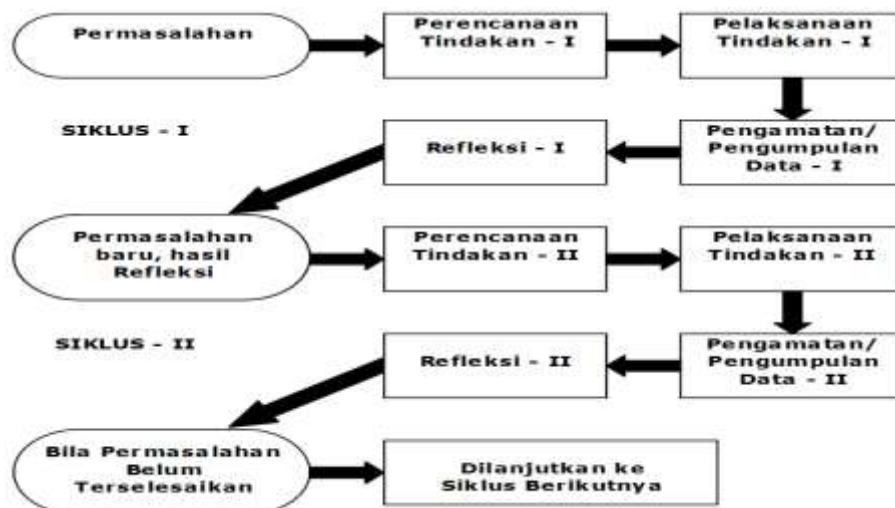 Permasalahan
Perencanaan
Tindakan - I
Pelaksanaan
Tindakan - I
SIKLUS - I
Refleksi - I
Pengamatan/
Pengumpulan
Data - I
Permasalahan
baru, hasil
Refleksi
Perencanaan
Tindakan - II
Pelaksanaan
Tindakan - II
SIKLUS - II
Refleksi - II
Pengamatan/
Pengumpulan
Data - II
Bila Permasalahan
Belum
Terselesaikan
Dilanjutkan ke
Siklus Berikutnya